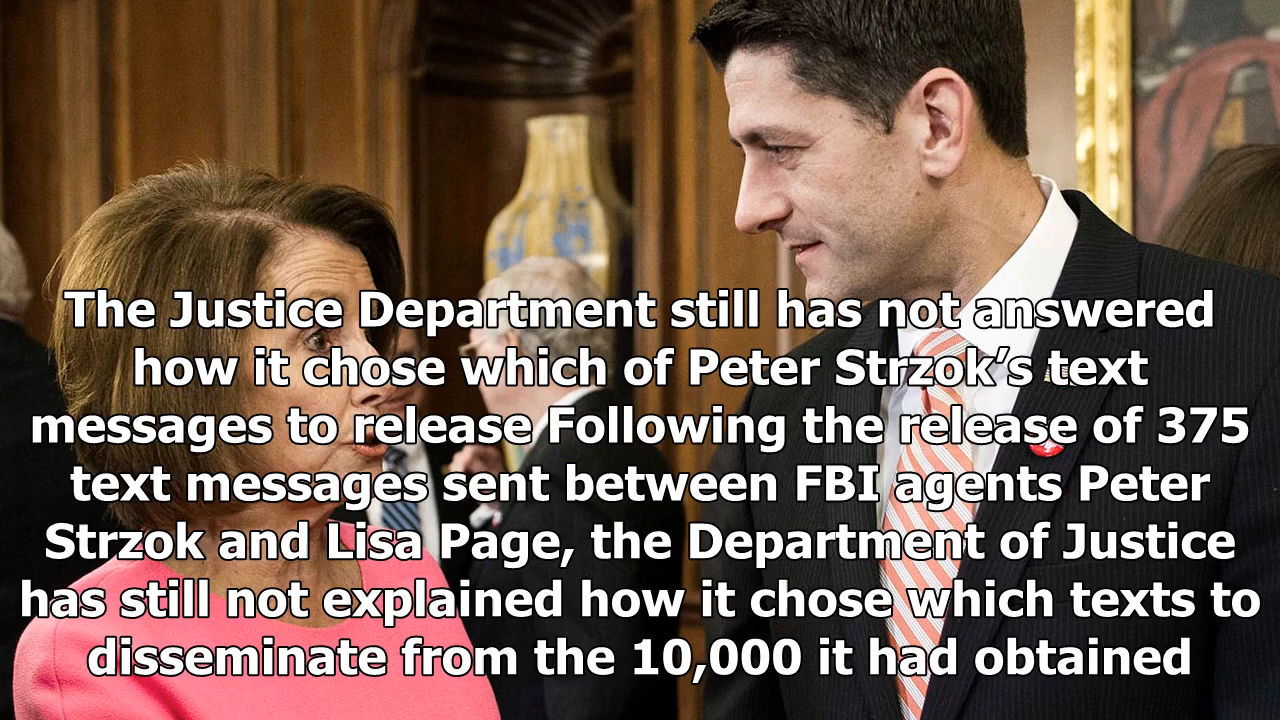 The Justice Department still has not answered
how it chose which of Peter Strzok’s text
messages to release Following the release of 375
text messages sent between FBI agents Peter
Strzok and Lisa Page, the Department of Justice
has still not explained how it chose which texts to
disseminate from the 10,000 it had obtained